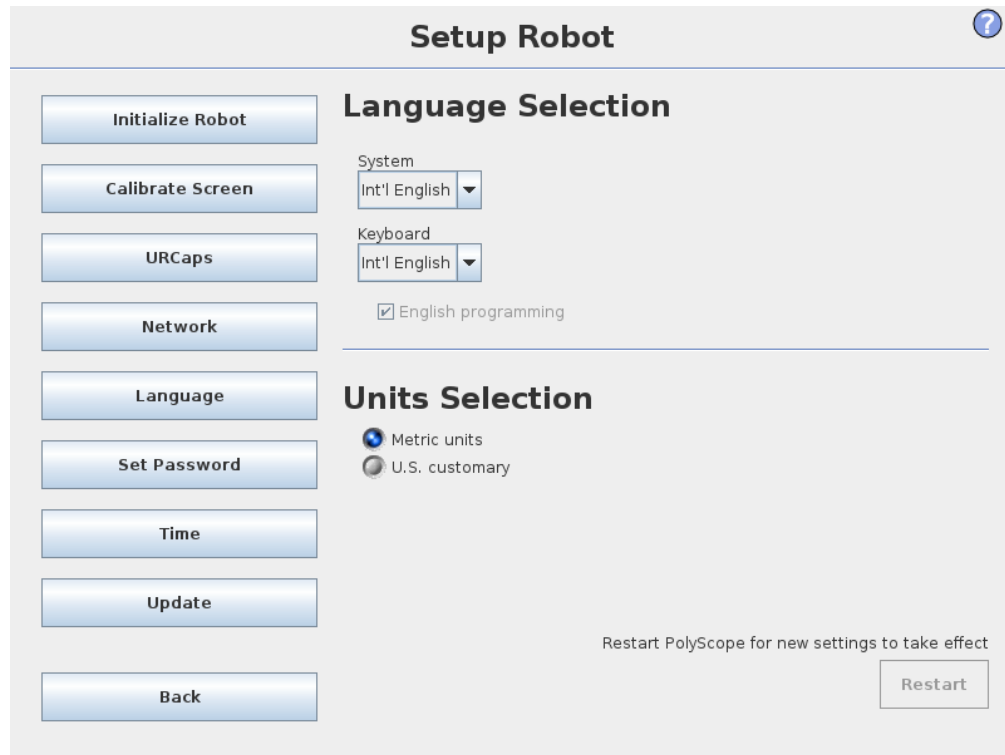 Setup Robot
?
Initialize Robot
Calibrate Screen
URCaps
Network
Language
Set Password
Time
Update
Back
Language Selection
System
Int'l English
Keyboard
Int'l English
English programming
Units Selection
Metric units
U.S. customary
Restart PolyScope for new settings to take effect
Restart